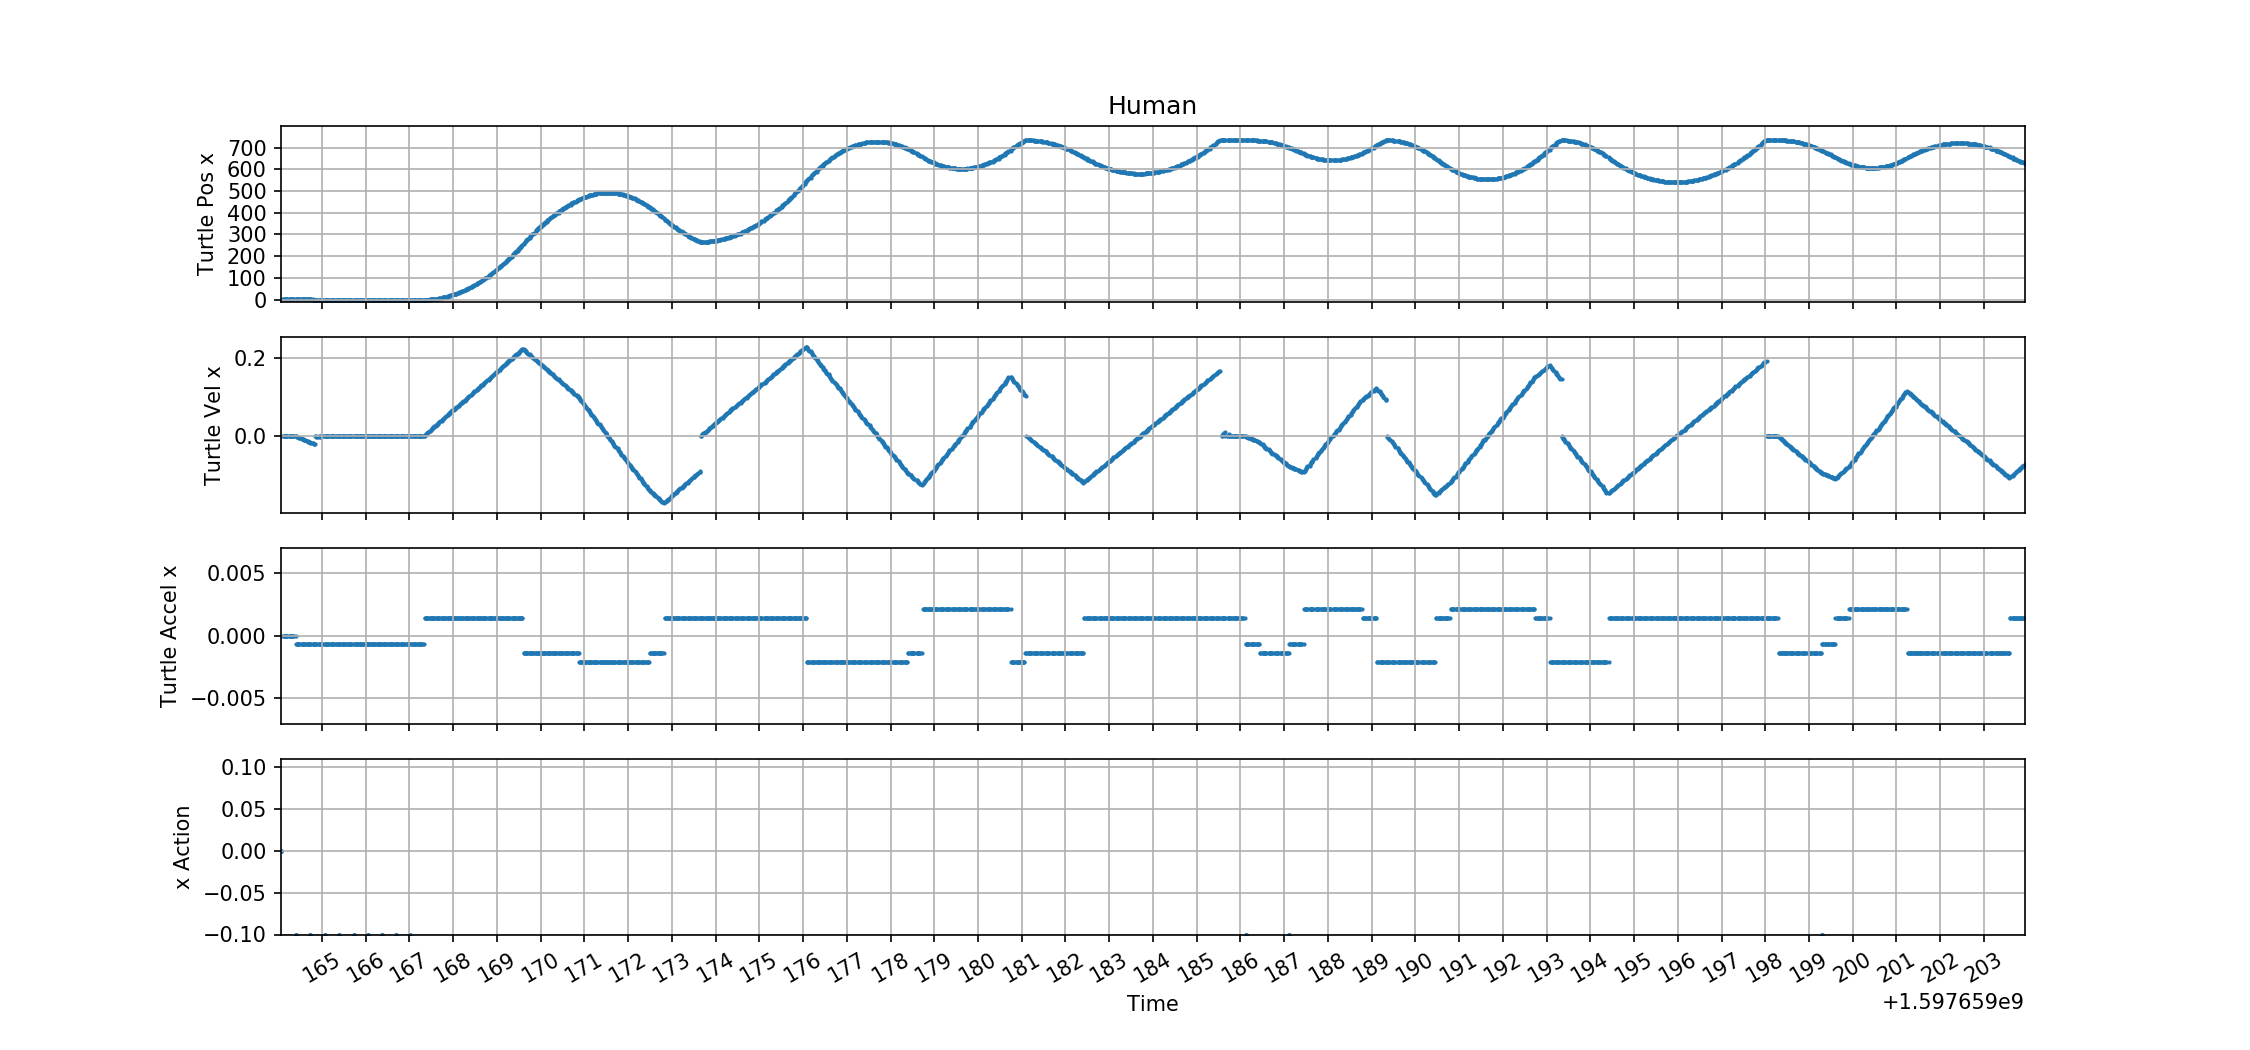 Human
Turtle Pos x
700
600
500
400
300
200
100
0
Turtle Vel x
0.2
0.0
Turtle Accel x
0.005
0.000
−0.005
x Action
0.10
0.05
0.00
−0.05
−0.10
165 166 167 168 169 170 171 172 173 174 175 176 177 178 179 180 181 182 183 184 185 186 187 188 189 190 191 192 193 194 195 196 197 198 199 200 201 202 203
Time
+1.597659e9